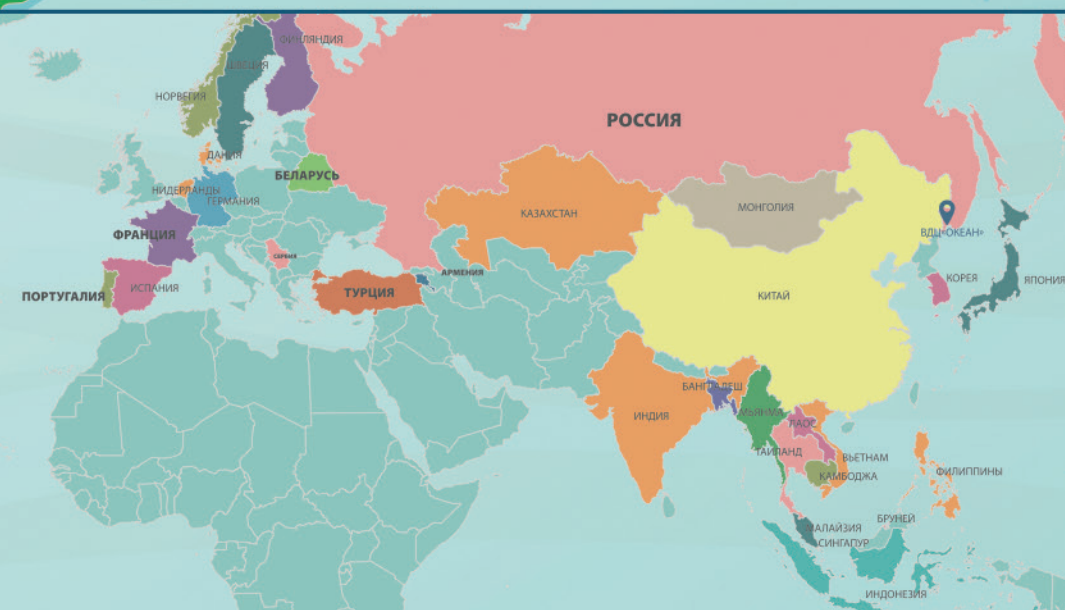 ФИНЛЯНДИЯ
ШВЕЦИЯ
НОРВЕГИЯ
РОССИЯ
ДАНИЯ
БЕЛАРУСЬ
НИДЕРЛАНДЫ
ГЕРМАНИЯ
КАЗАХСТАН
МОНГОЛИЯ
ФРАНЦИЯ
ВДЦ«ОКЕАН»
СЕРБИЯ
АРМЕНИЯ
КОРЕЯ
ЯПОНИЯ
ПОРТУГАЛИЯ
ИСПАНИЯ
ТУРЦИЯ
КИТАЙ
БАНГЛАДЕШ
ИНДИЯ
МЬЯНМА
ЛАОС
ТАИЛАНД
ВЬЕТНАМ
КАМБОДЖА
ФИЛИППИНЫ
БРУНЕЙ
МАЛАЙЗИЯ
СИНГАПУР
ИНДОНЕЗИЯ